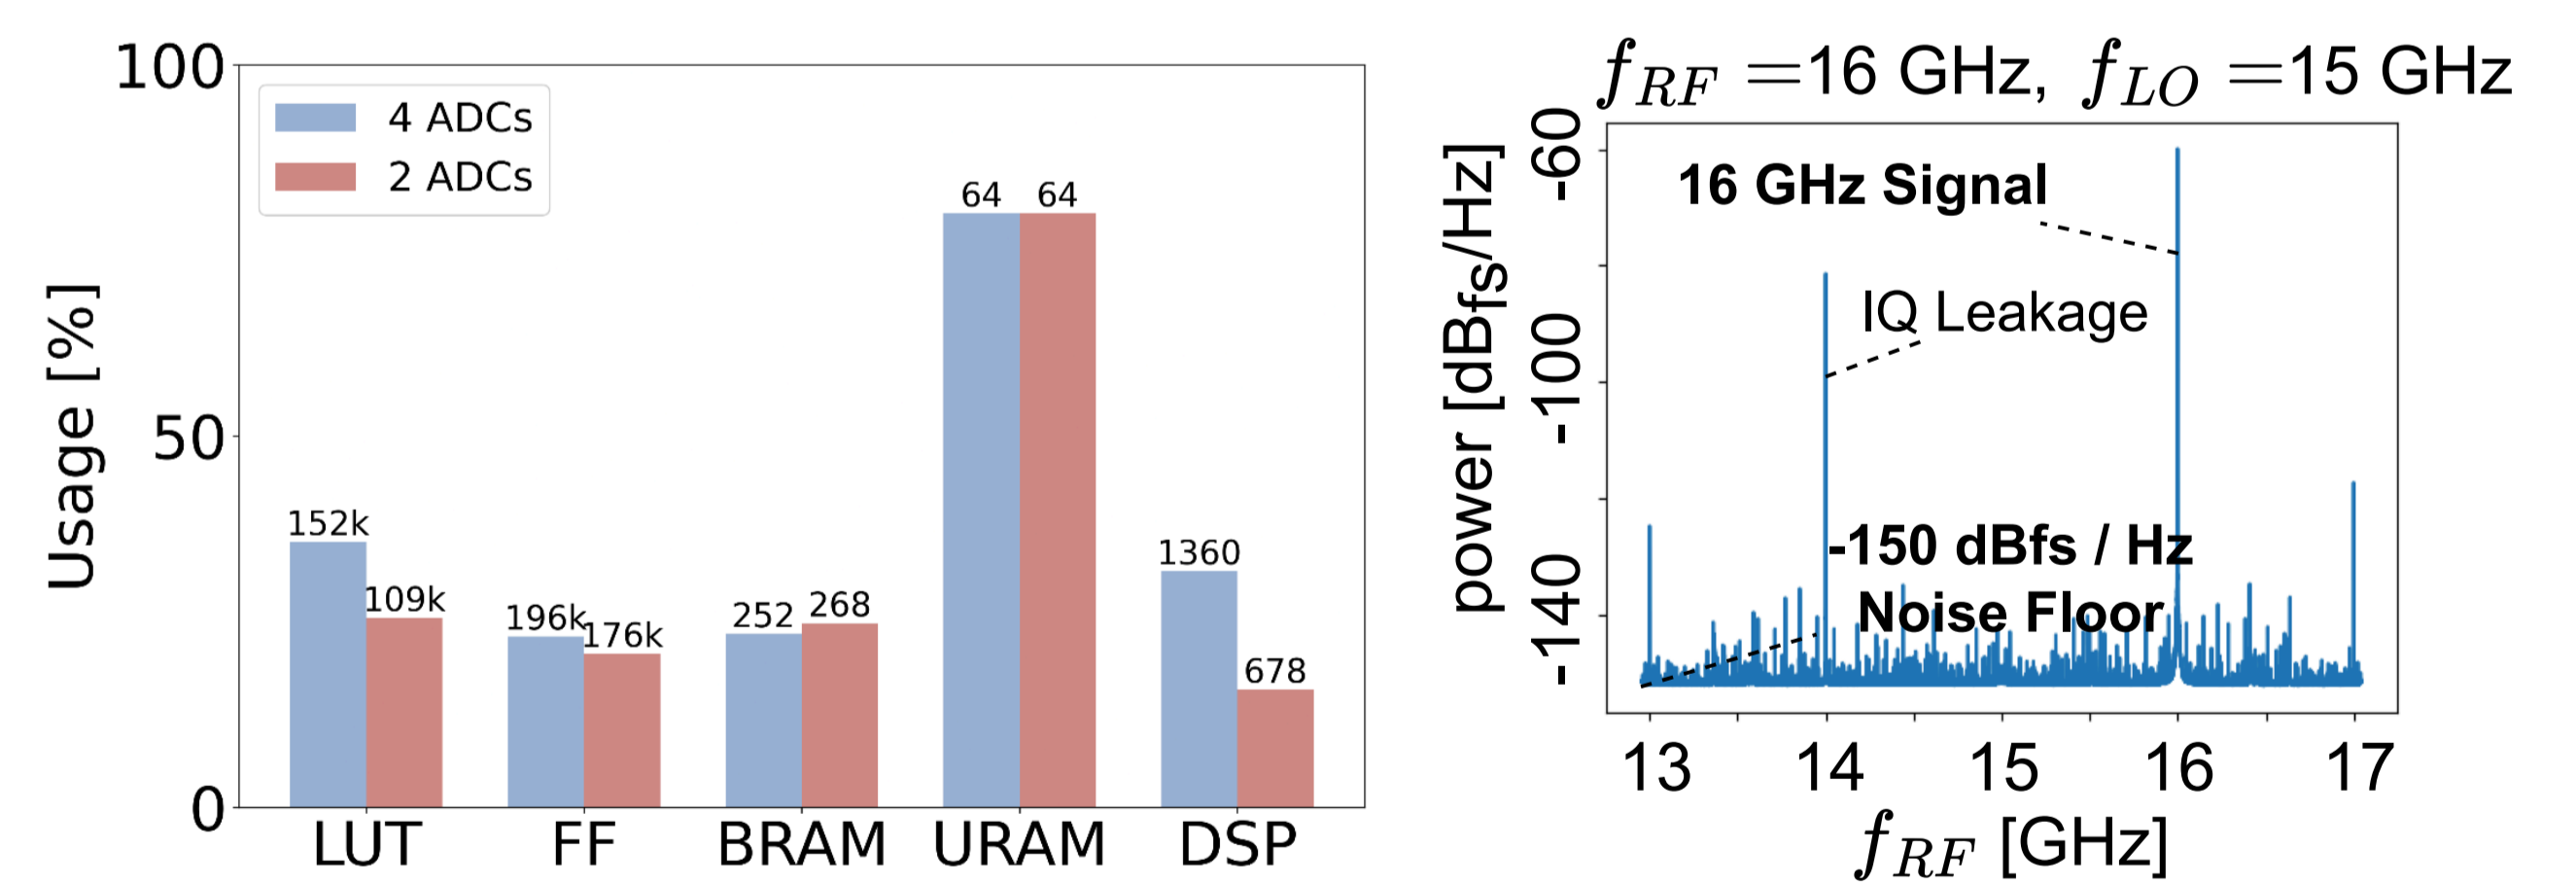 100
50
0
Usage [%]
4 ADCs
2 ADCs
152k
109k
196k
176k
252
268
64
64
1360
678
LUT
FF
BRAM
URAM
DSP
f_RF =16 GHz, f_LO =15 GHz
power [dBfs/Hz]
-60
-100
-140
16 GHz Signal
IQ Leakage
-150 dBfs / Hz
Noise Floor
13
14
15
16
17
f_RF [GHz]